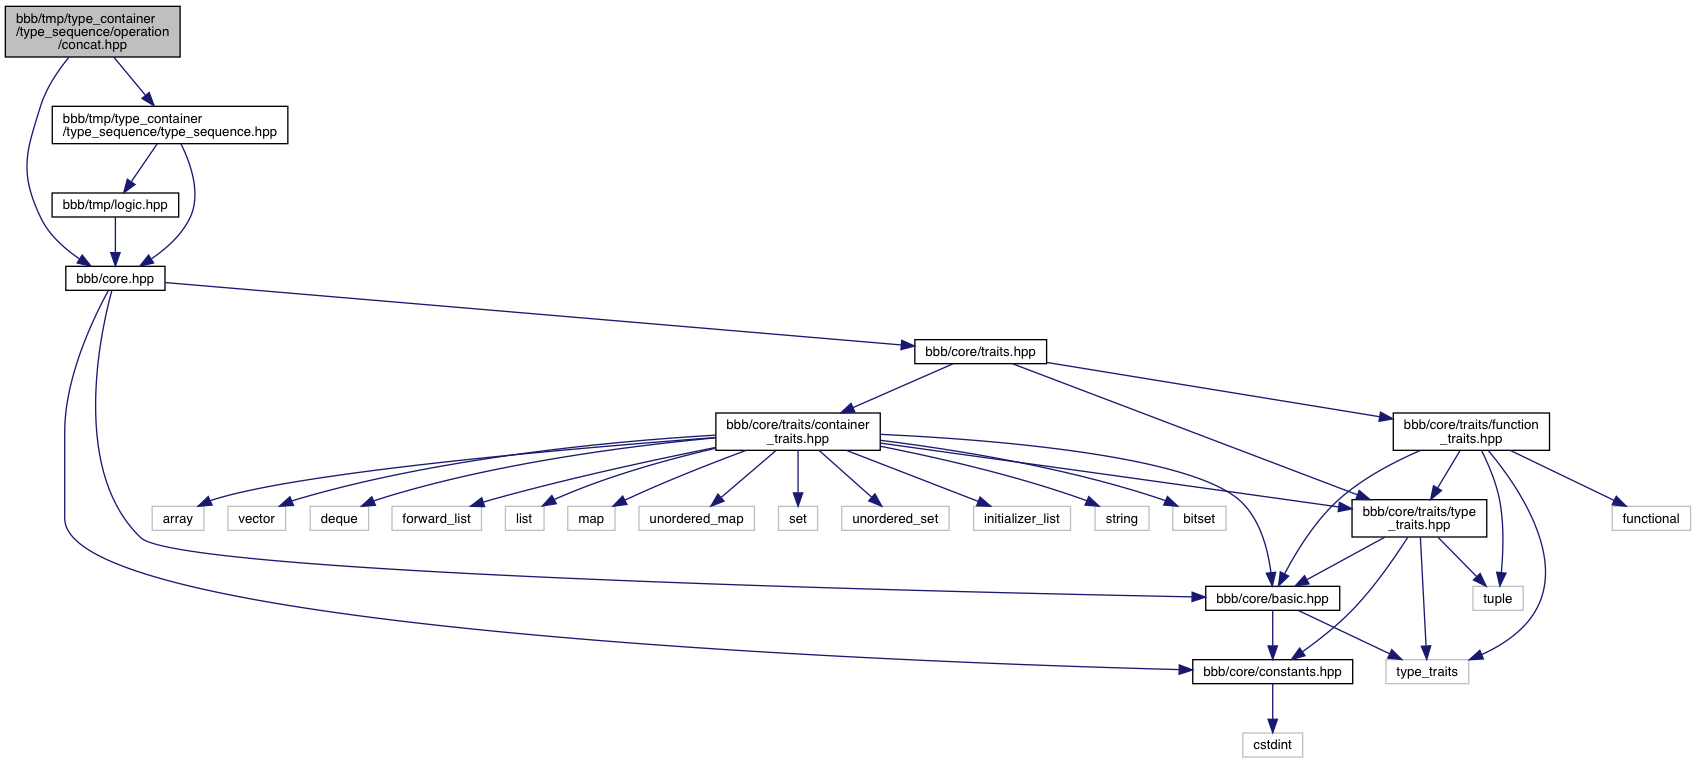 bbb/tmp/type_container
/type_sequence/operation
/concat.hpp
bbb/tmp/type_container
/type_sequence/type_sequence.hpp
bbb/tmp/logic.hpp
bbb/core.hpp
bbb/core/traits.hpp
bbb/core/traits/container
_traits.hpp
bbb/core/traits/function
_traits.hpp
array
vector
deque
forward_list
list
map
unordered_map
set
unordered_set
initializer_list
string
bitset
bbb/core/traits/type
_traits.hpp
functional
bbb/core/basic.hpp
tuple
bbb/core/constants.hpp
type_traits
cstdint